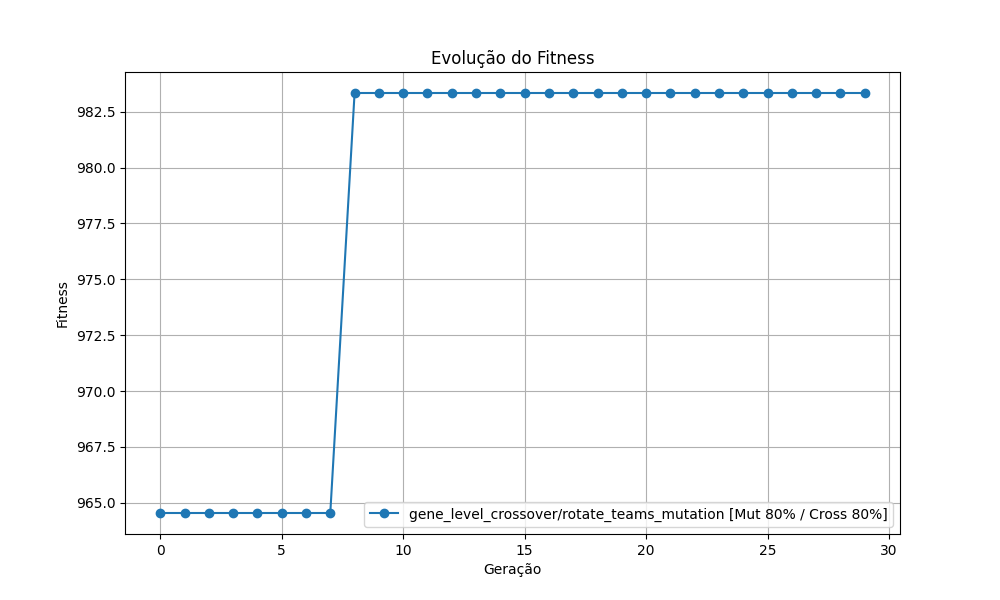 Evolução do Fitness
Fitness
982.5
980.0
977.5
975.0
972.5
970.0
967.5
965.0
gene_level_crossover/rotate_teams_mutation [Mut 80% / Cross 80%]
0 5 10 15 20 25 30
Geração